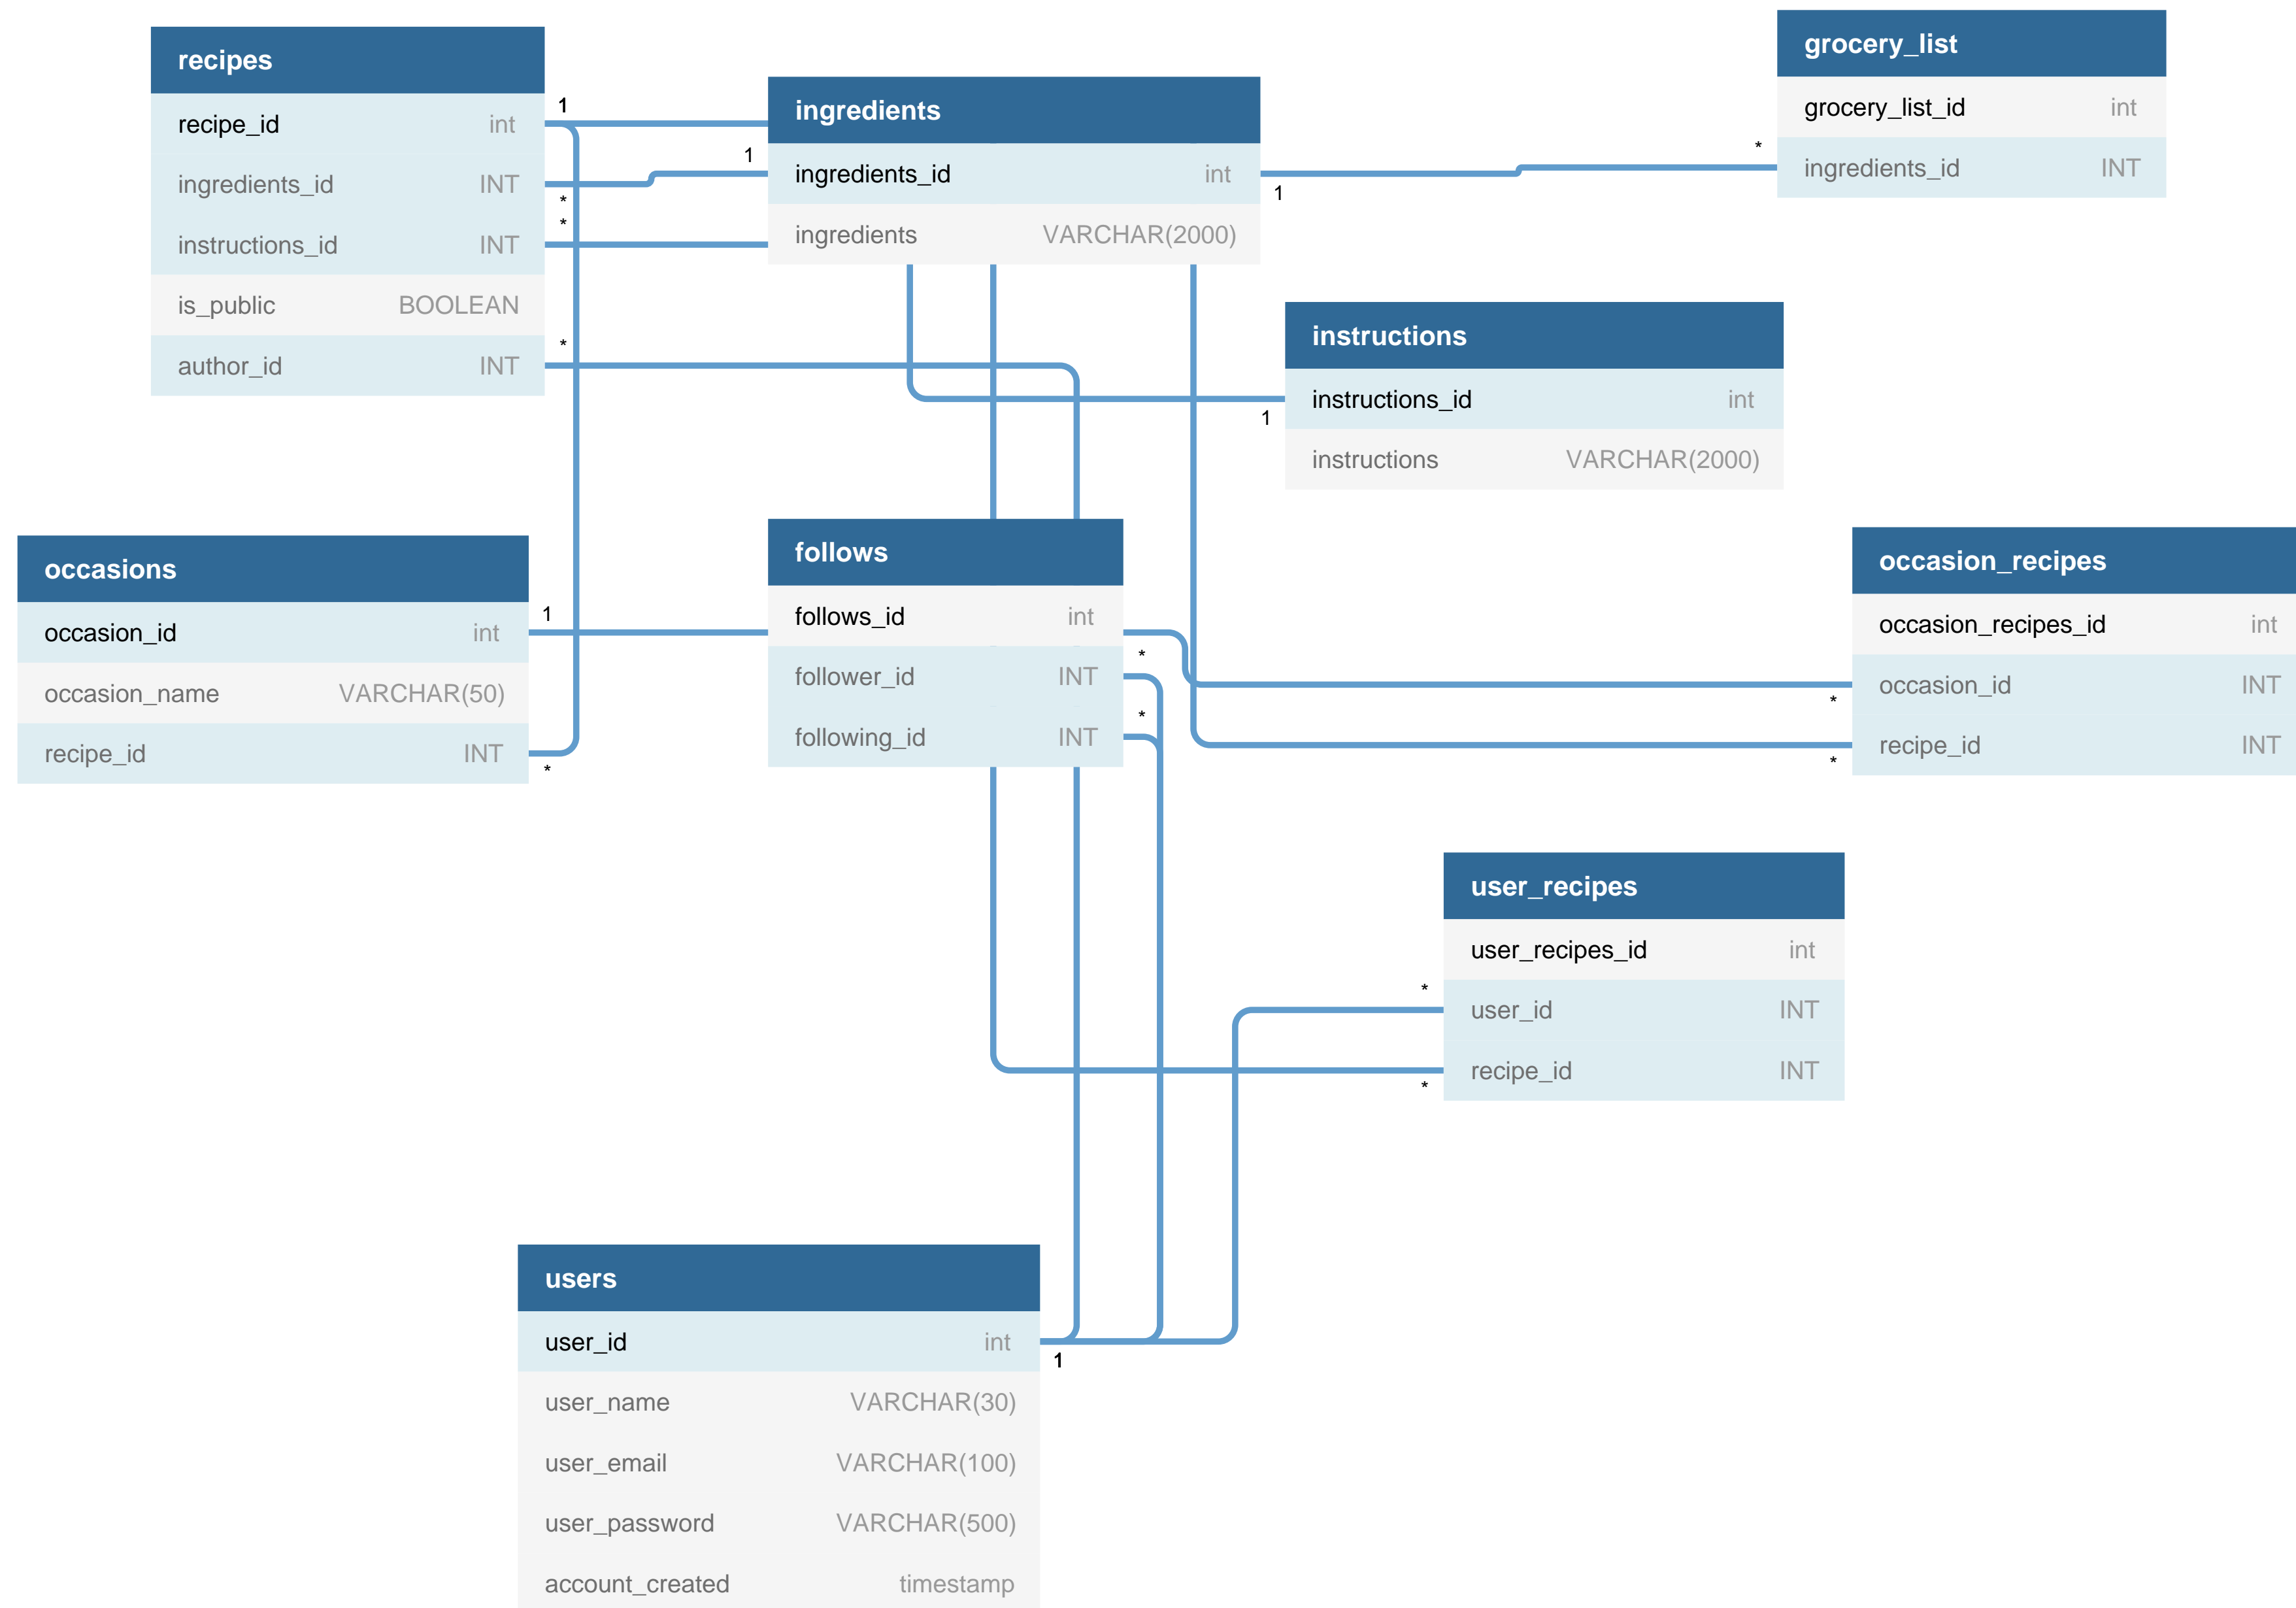 recipes
recipe_id int
ingredients_id INT
instructions_id INT
is_public BOOLEAN
author_id INT
1
*
*
*
ingredients
ingredients_id int
ingredients VARCHAR(2000)
1
1
grocery_list
grocery_list_id int
ingredients_id INT
*
instructions
instructions_id int
instructions VARCHAR(2000)
1
occasions
occasion_id int
occasion_name VARCHAR(50)
recipe_id INT
1
*
follows
follows_id int
follower_id INT
following_id INT
*
*
occasion_recipes
occasion_recipes_id int
occasion_id INT
recipe_id INT
*
*
user_recipes
user_recipes_id int
user_id INT
recipe_id INT
*
*
users
user_id int
user_name VARCHAR(30)
user_email VARCHAR(100)
user_password VARCHAR(500)
account_created timestamp
1